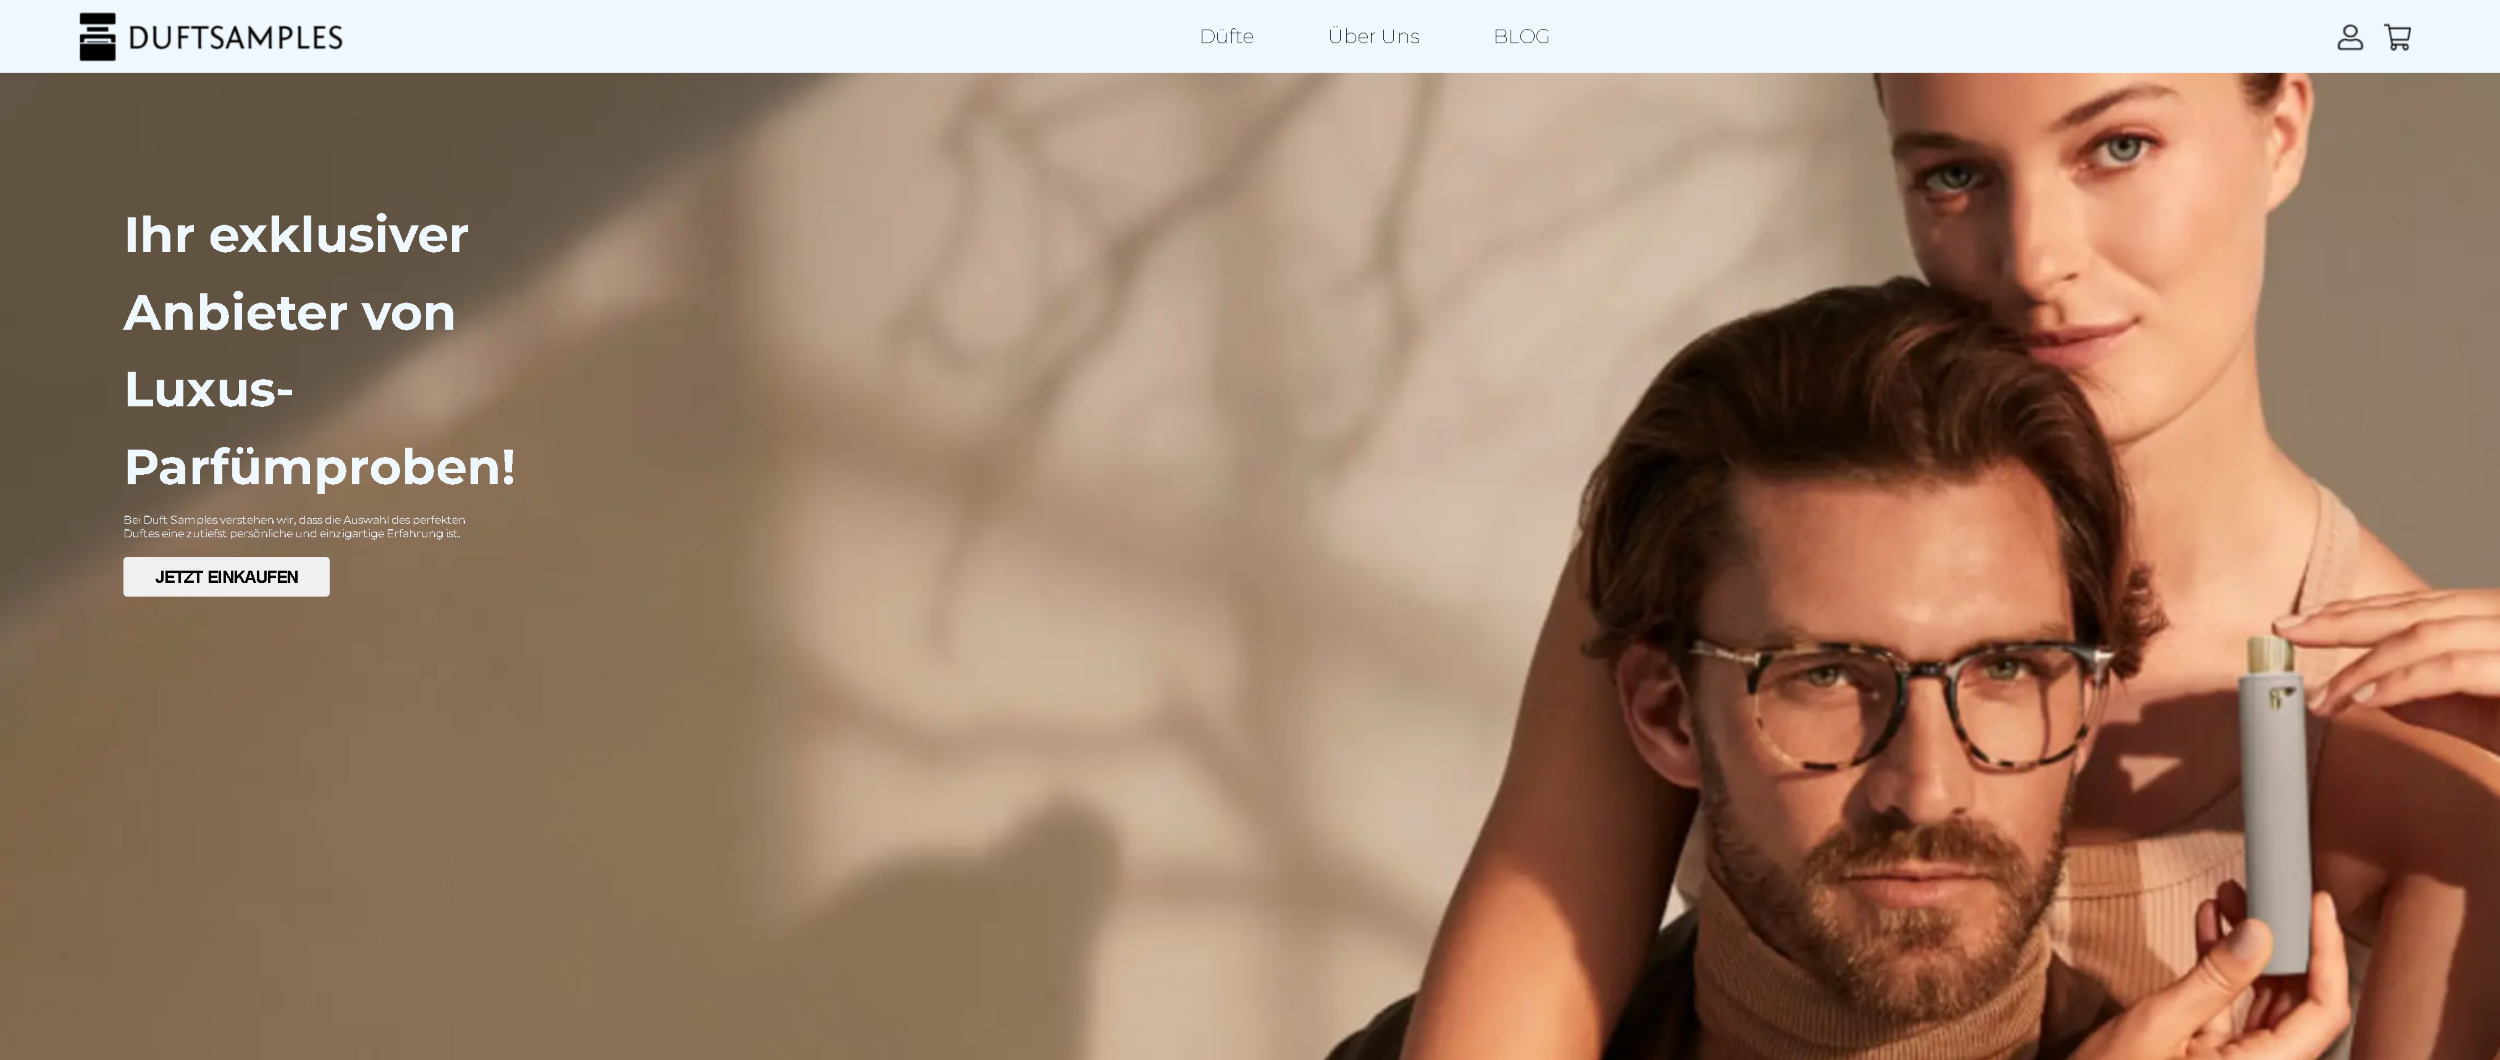 DUFTSAMPLES
Düfte
Über Uns
BLOG
Ihr exklusiver
Anbieter von
Luxus-
Parfümproben!
Bei Duft Samples verstehen wir, dass die Auswahl des perfekten
Duftes eine zutiefst persönliche und einzigartige Erfahrung ist.
JETZT EINKAUFEN